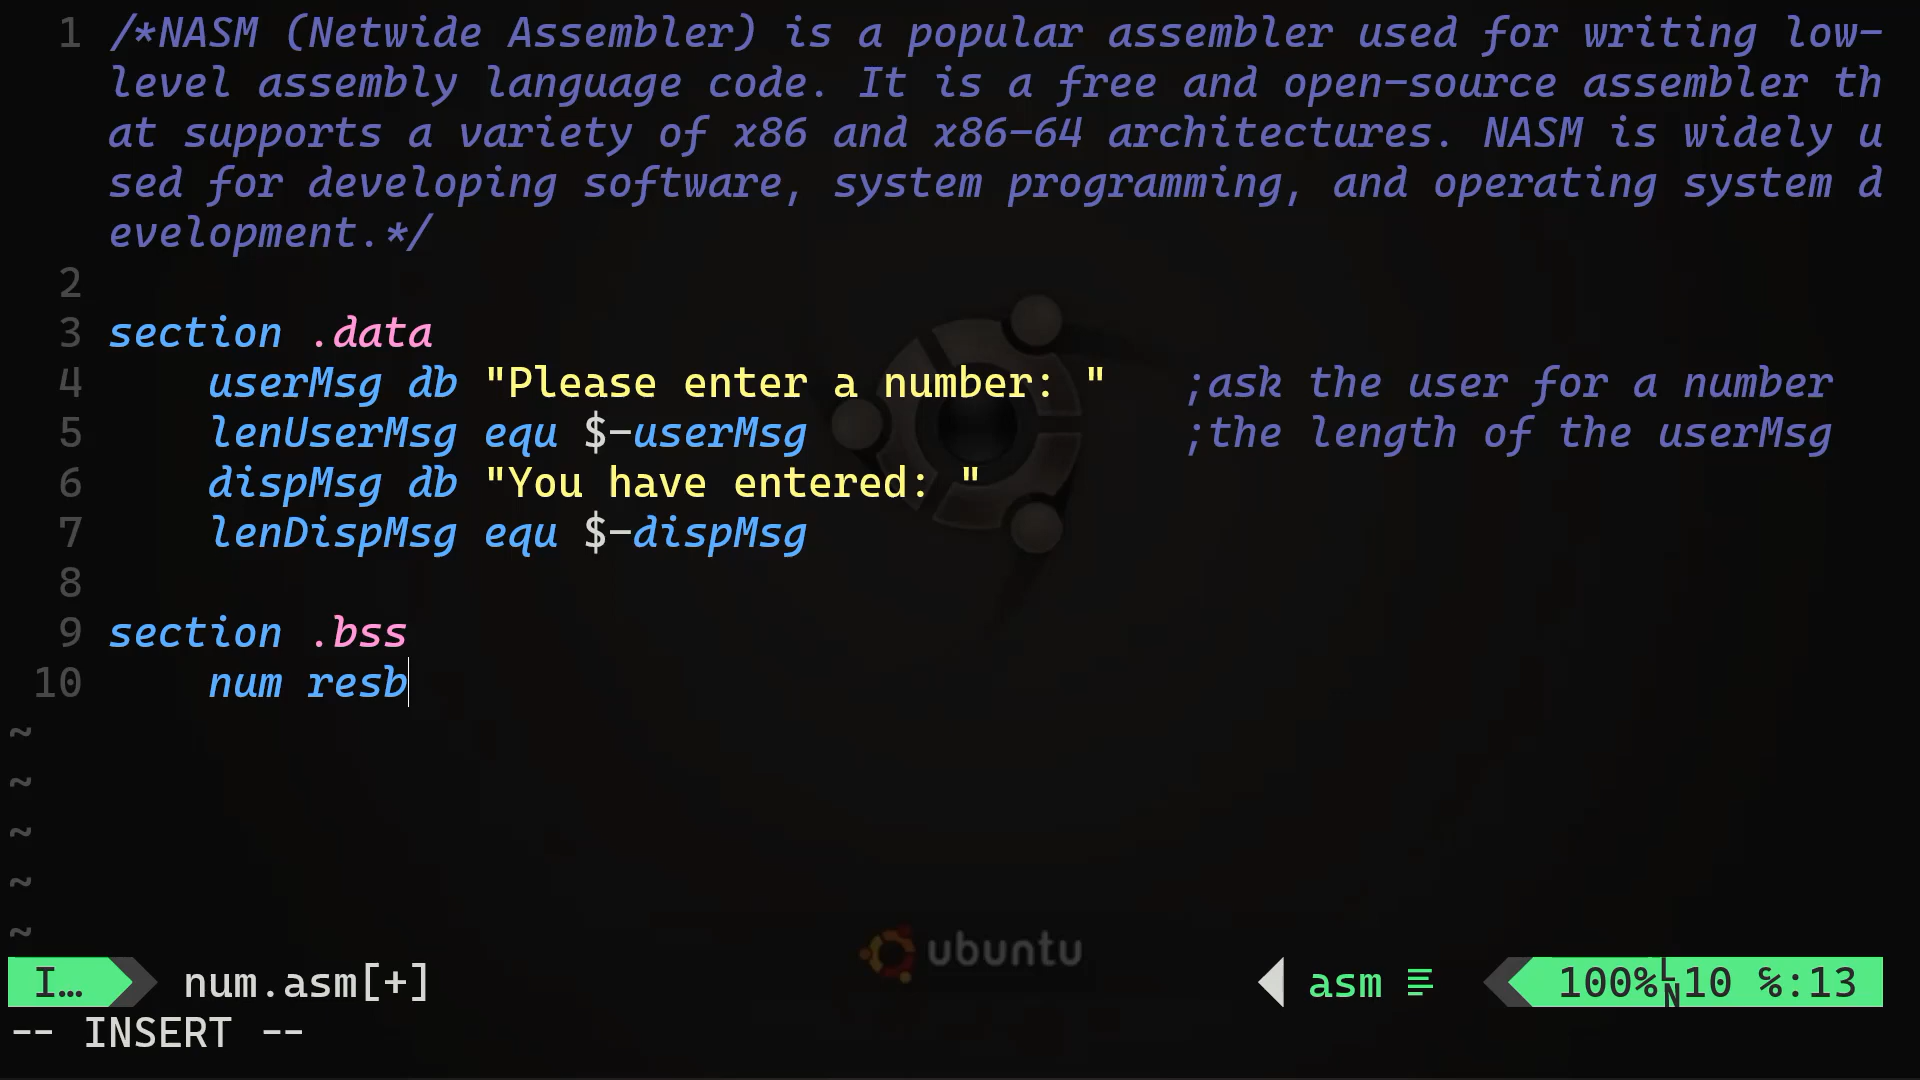 1 /*NASM (Netwide Assembler) is a popular assembler used for writing low-
level assembly language code. It is a free and open-source assembler th
at supports a variety of x86 and x86-64 architectures. NASM is widely u
sed for developing software, system programming, and operating system d
evelopment.*/
2
3 section .data
4     userMsg db "Please enter a number: "   ;ask the user for a number
5     lenUserMsg equ $-userMsg               ;the length of the userMsg
6     dispMsg db "You have entered: "
7     lenDispMsg equ $-dispMsg
8
9 section .bss
10     num resb
~
~
~
~
~
ubuntu
I… num.asm[+] asm ☰ 100%␤10 ℅:13
-- INSERT --